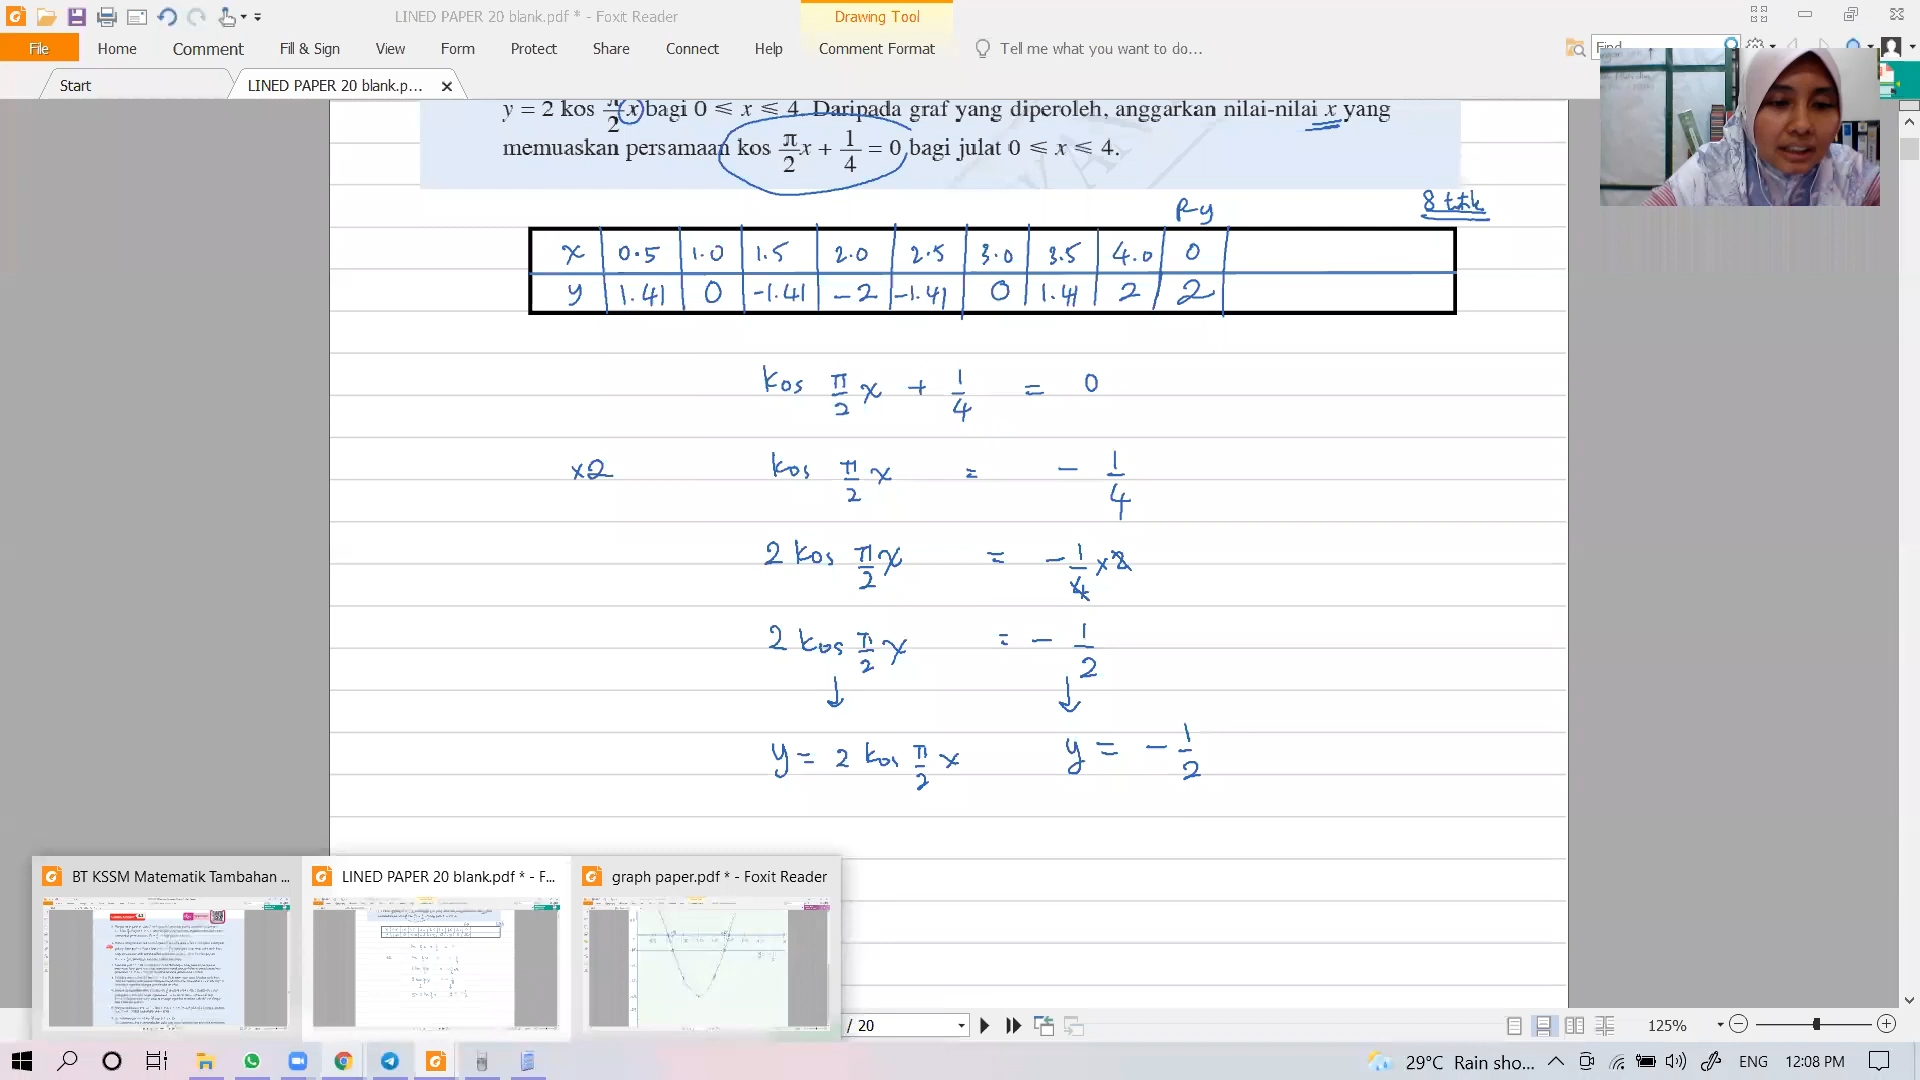 LINED PAPER 20 blank.pdf * - Foxit Reader
Drawing Tool
File Home Comment Fill & Sign View Form Protect Share Connect Help Comment Format Tell me what you want to do... Find
Start LINED PAPER 20 blank.p...
y = 2 kos π/2 x bagi 0 ⩽ x ⩽ 4. Daripada graf yang diperoleh, anggarkan nilai-nilai x yang
memuaskan persamaan kos π/2 x + 1/4 = 0 bagi julat 0 ⩽ x ⩽ 4.
8 titik
x 0.5 1.0 1.5 2.0 2.5 3.0 3.5 4.0 0
y 1.41 0 -1.41 -2 -1.41 0 1.41 2 2
kos π/2 x + 1/4 = 0
x2 kos π/2 x = - 1/4
2 kos π/2 x = - 1/4 x 2
2 kos π/2 x = - 1/2
y = 2 kos π/2 x y = - 1/2
BT KSSM Matematik Tambahan ... LINED PAPER 20 blank.pdf * - F... graph paper.pdf * - Foxit Reader
/ 20 125%
29°C Rain sho... ENG 12:08 PM